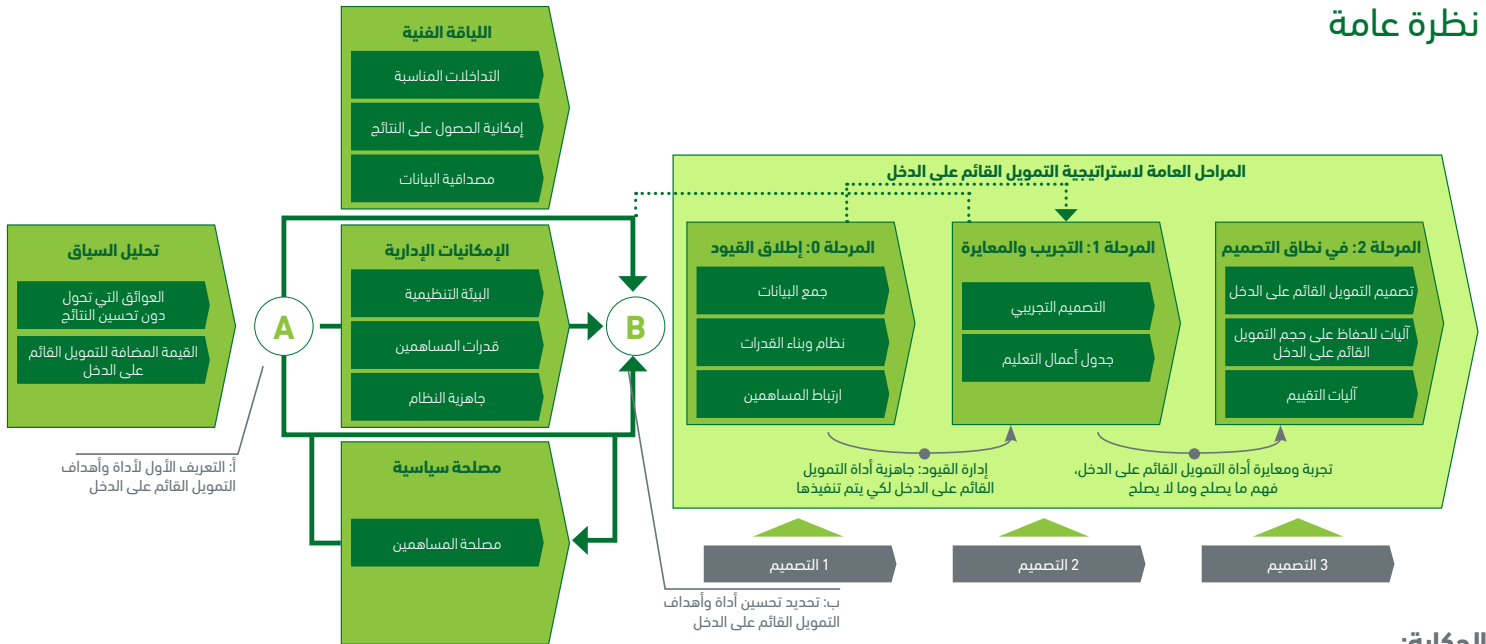 نظرة عامة
تحليل السياق
العوائق التي تحول
دون تحسين النتائج
القيمة المضافة للتمويل القائم
على الدخل
A
أ: التعريف الأول لأداة وأهداف
التمويل القائم على الدخل
اللياقة الفنية
التداخلات المناسبة
إمكانية الحصول على النتائج
مصداقية البيانات
الإمكانيات الإدارية
البيئة التنظيمية
قدرات المساهمين
جاهزية النظام
مصلحة سياسية
مصلحة المساهمين
B
ب: تحديد تحسين أداة وأهداف
التمويل القائم على الدخل
المراحل العامة لاستراتيجية التمويل القائم على الدخل
المرحلة 0: إطلاق القيود
جمع البيانات
نظام وبناء القدرات
ارتباط المساهمين
المرحلة 1: التجريب والمعايرة
التصميم التجريبي
جدول أعمال التعليم
المرحلة 2: في نطاق التصميم
تصميم التمويل القائم على الدخل
آليات للحفاظ على حجم التمويل
القائم على الدخل
آليات التقييم
إدارة القيود: جاهزية أداة التمويل
القائم على الدخل لكي يتم تنفيذها
تجربة ومعايرة أداة التمويل القائم على الدخل،
فهم ما يصلح وما لا يصلح
1 التصميم
2 التصميم
3 التصميم